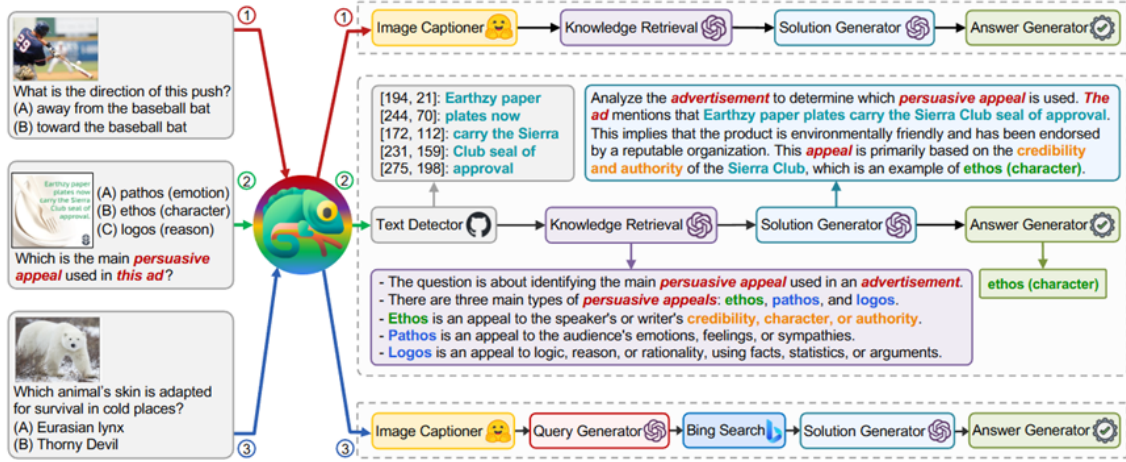 What is the direction of this push?
(A) away from the baseball bat
(B) toward the baseball bat
Earthzy paper
plates now
carry the Sierra
Club seal of
approval.
(A) pathos (emotion)
(B) ethos (character)
(C) logos (reason)
Which is the main persuasive
appeal used in this ad?
Which animal's skin is adapted
for survival in cold places?
(A) Eurasian lynx
(B) Thorny Devil
1
2
3
1
Image Captioner
Knowledge Retrieval
Solution Generator
Answer Generator
2
[194, 21]: Earthzy paper
[244, 70]: plates now
[172, 112]: carry the Sierra
[231, 159]: Club seal of
[275, 198]: approval
Analyze the advertisement to determine which persuasive appeal is used. The
ad mentions that Earthzy paper plates carry the Sierra Club seal of approval.
This implies that the product is environmentally friendly and has been endorsed
by a reputable organization. This appeal is primarily based on the credibility
and authority of the Sierra Club, which is an example of ethos (character).
Text Detector
Knowledge Retrieval
Solution Generator
Answer Generator
- The question is about identifying the main persuasive appeal used in an advertisement.
- There are three main types of persuasive appeals: ethos, pathos, and logos.
- Ethos is an appeal to the speaker's or writer's credibility, character, or authority.
- Pathos is an appeal to the audience's emotions, feelings, or sympathies.
- Logos is an appeal to logic, reason, or rationality, using facts, statistics, or arguments.
ethos (character)
3
Image Captioner
Query Generator
Bing Search
Solution Generator
Answer Generator